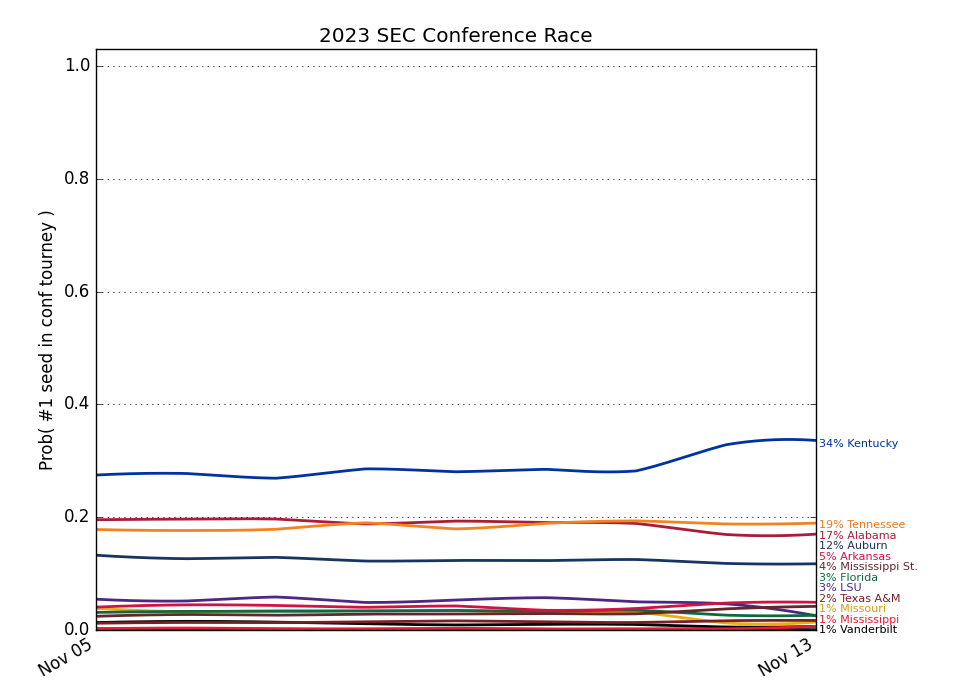 2023 SEC Conference Race
Prob( #1 seed in conf tourney )
1.0
0.8
0.6
0.4
0.2
0.0
Nov 05
Nov 13
34% Kentucky
19% Tennessee
17% Alabama
12% Auburn
5% Arkansas
4% Mississippi St.
3% Florida
3% LSU
2% Texas A&M
1% Missouri
1% Mississippi
1% Vanderbilt